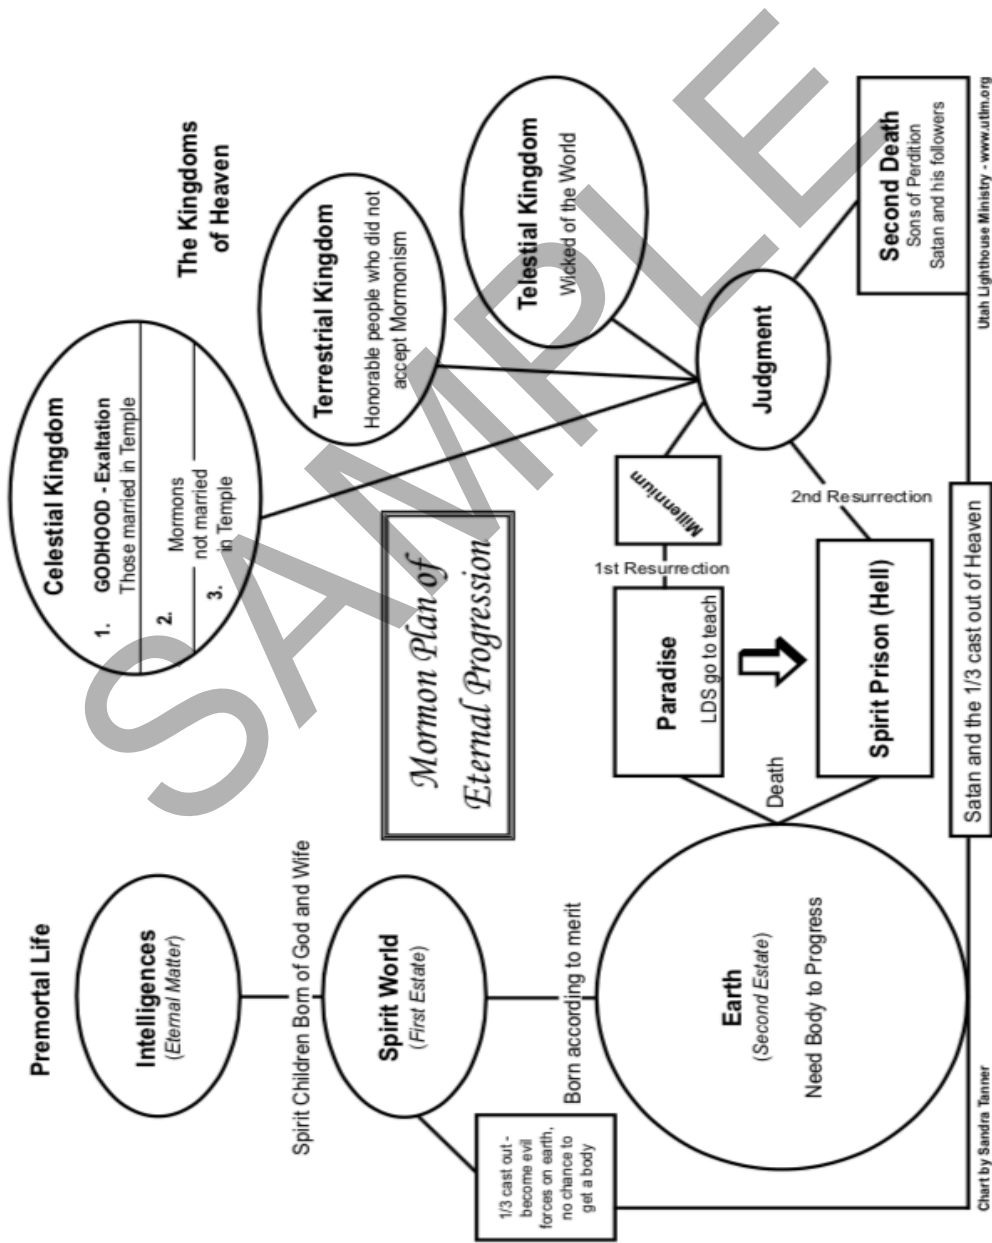 Premortal Life
Intelligences
(Eternal Matter)
Spirit Children Born of God and Wife
Spirit World
(First Estate)
1/3 cast out -
become evil
forces on earth,
no chance to
get a body
Born according to merit
Earth
(Second Estate)
Need Body to Progress
Mormon Plan of
Eternal Progression
Death
Paradise
LDS go to teach
Spirit Prison (Hell)
1st Resurrection
Millennium
2nd Resurrection
Judgment
The Kingdoms
of Heaven
Celestial Kingdom
1. GODHOOD - Exaltation
Those married in Temple
2.
Mormons
not married
in Temple
3.
Terrestrial Kingdom
Honorable people who did not
accept Mormonism
Telestial Kingdom
Wicked of the World
Second Death
Sons of Perdition
Satan and his followers
Satan and the 1/3 cast out of Heaven
Chart by Sandra Tanner
Utah Lighthouse Ministry - www.utlm.org
SAMPLE